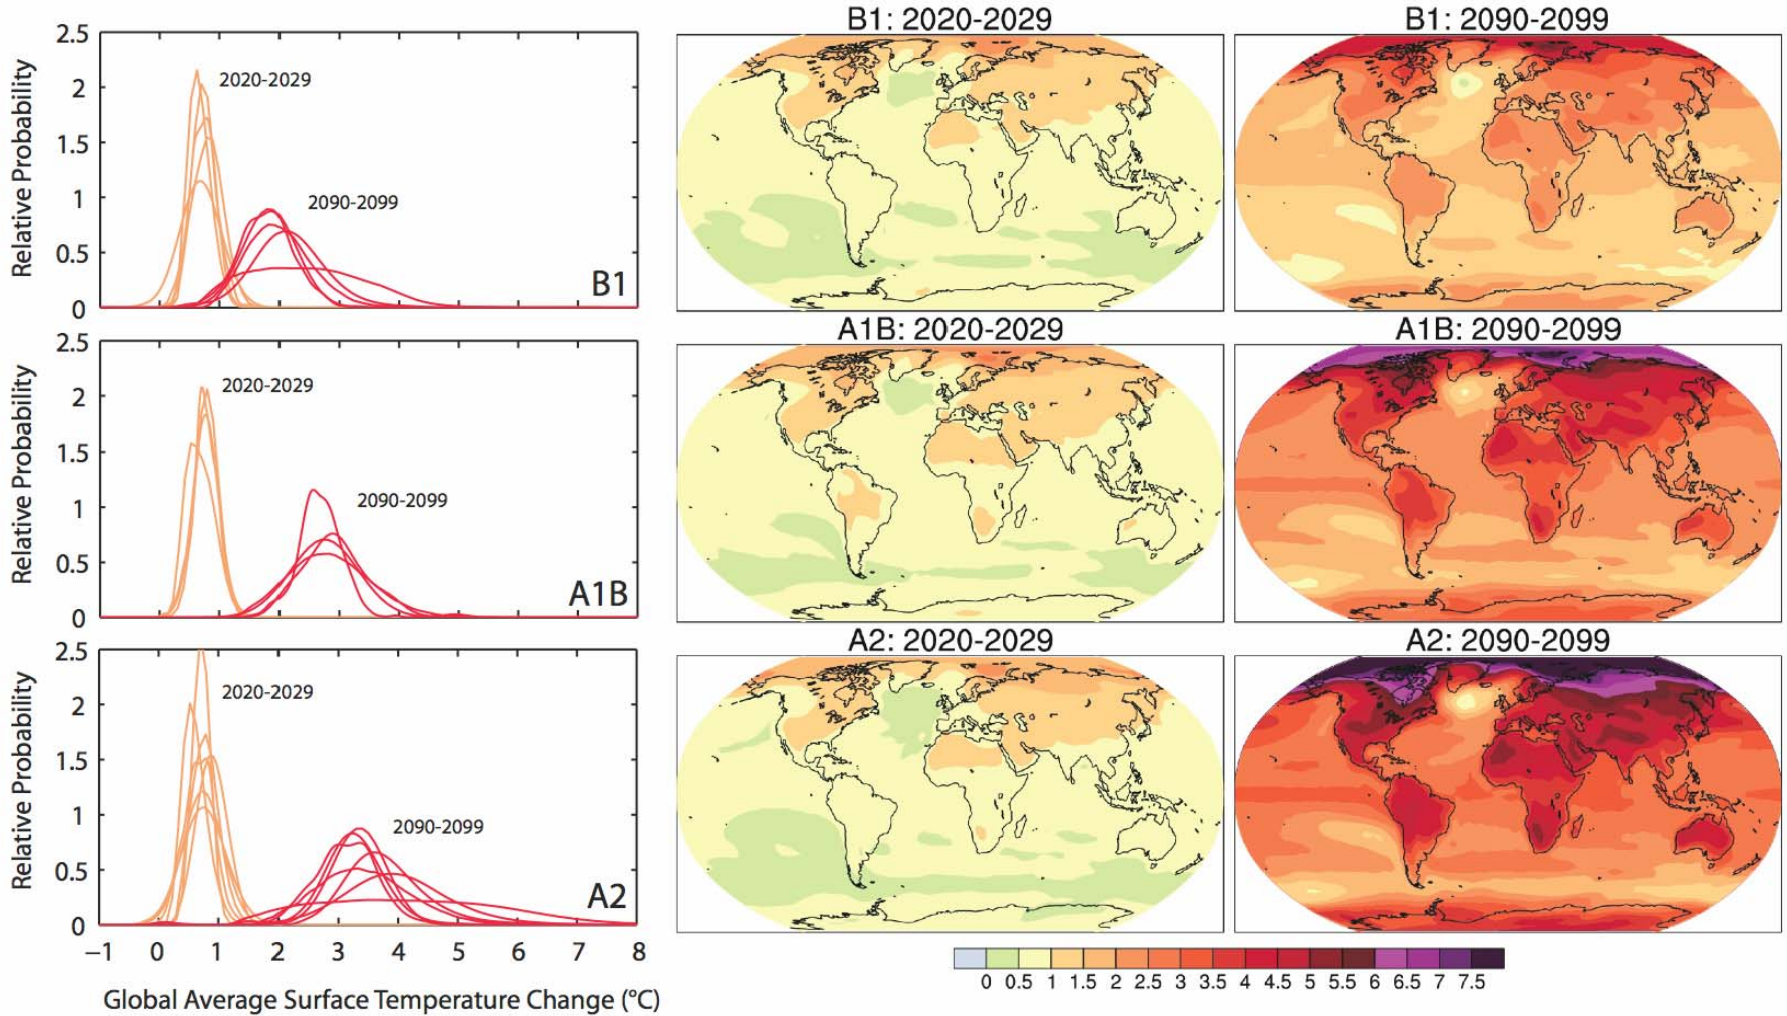 B1: 2020-2029
B1: 2090-2099
2.5
2
1.5
1
0.5
0
Relative Probability
2020-2029
2090-2099
B1
A1B: 2020-2029
A1B: 2090-2099
2.5
2
1.5
1
0.5
0
Relative Probability
2020-2029
2090-2099
A1B
A2: 2020-2029
A2: 2090-2099
2.5
2
1.5
1
0.5
0
Relative Probability
2020-2029
2090-2099
A2
−1 0 1 2 3 4 5 6 7 8
Global Average Surface Temperature Change (°C)
0 0.5 1 1.5 2 2.5 3 3.5 4 4.5 5 5.5 6 6.5 7 7.5